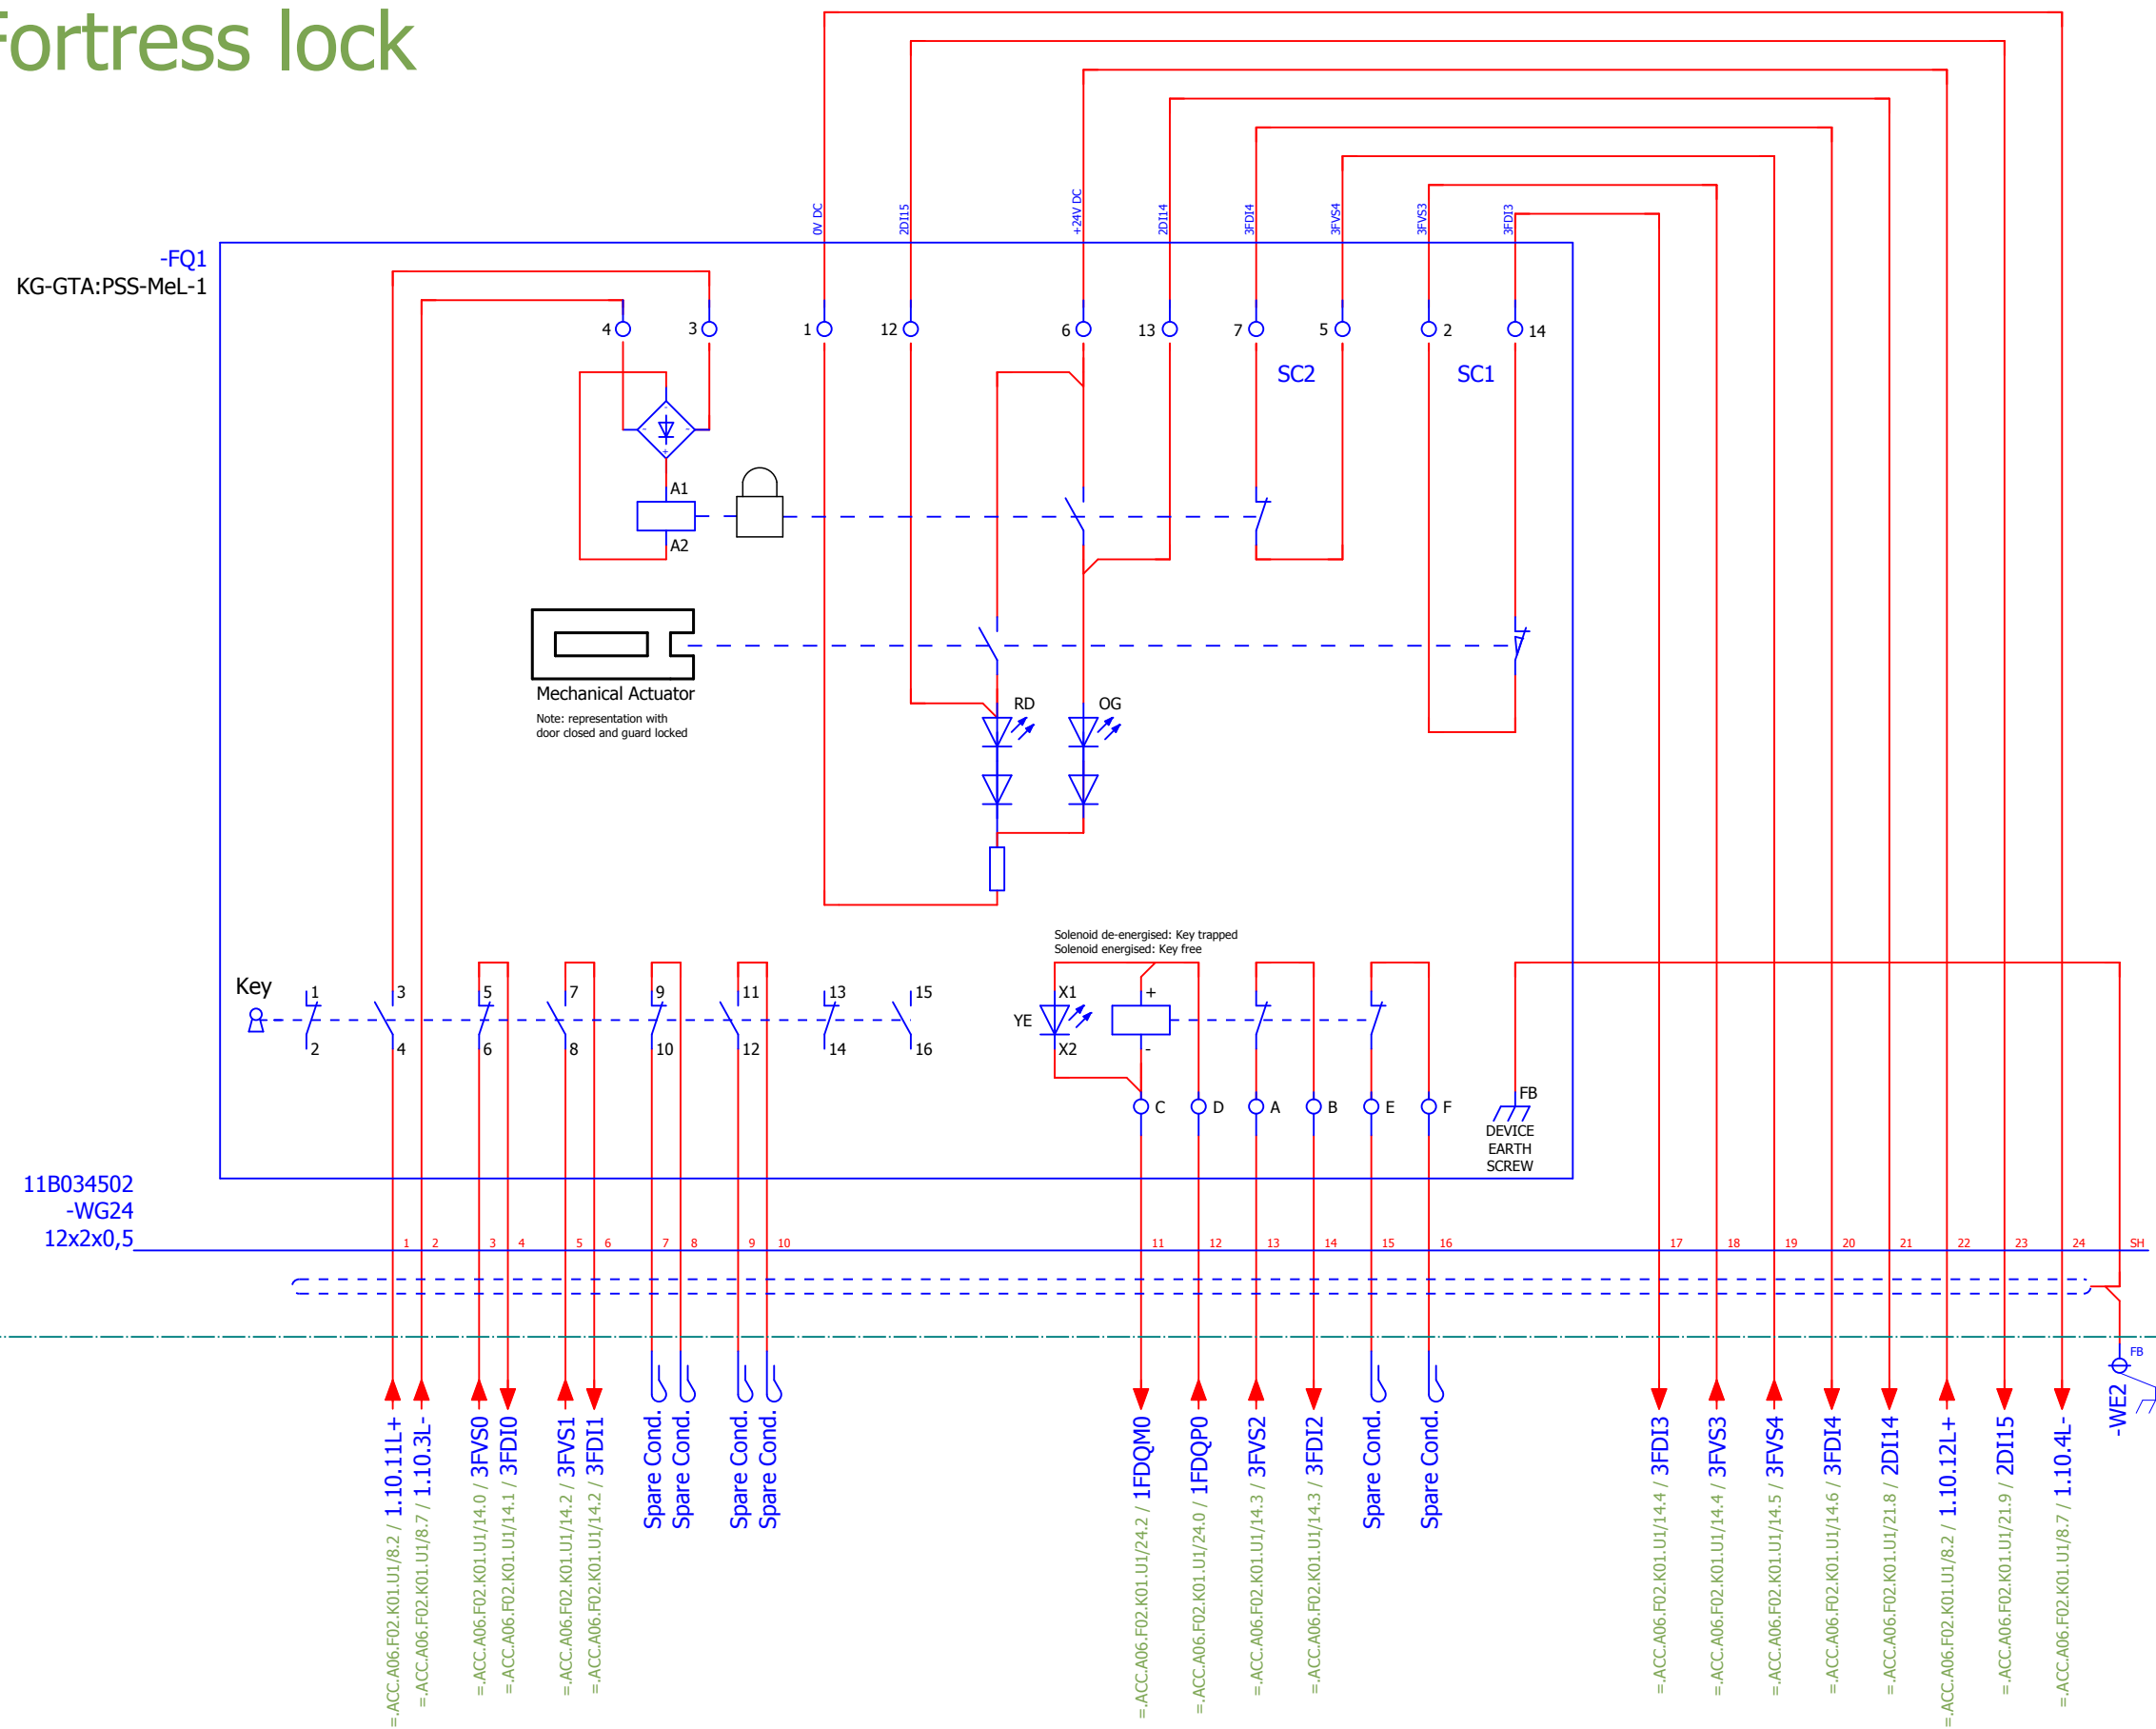 Fortress lock
0V DC
2DI15
+24V DC
2DI14
3FDI4
3FVS4
3FVS3
3FDI3
-FQ1
KG-GTA:PSS-MeL-1
4
3
1
12
6
13
7
5
2
14
SC2
SC1
A1
A2
Mechanical Actuator
Note: representation with
door closed and guard locked
RD
OG
Solenoid de-energised: Key trapped
Solenoid energised: Key free
Key
1
3
5
7
9
11
13
15
2
4
6
8
10
12
14
16
YE
X1
X2
+
-
C
D
A
B
E
F
FB
DEVICE
EARTH
SCREW
11B034502
-WG24
12x2x0,5
1
2
3
4
5
6
7
8
9
10
11
12
13
14
15
16
17
18
19
20
21
22
23
24
SH
=.ACC.A06.F02.K01.U1/8.2 / 1.10.11L+
=.ACC.A06.F02.K01.U1/8.7 / 1.10.3L-
=.ACC.A06.F02.K01.U1/14.0 / 3FVS0
=.ACC.A06.F02.K01.U1/14.1 / 3FDI0
=.ACC.A06.F02.K01.U1/14.2 / 3FVS1
=.ACC.A06.F02.K01.U1/14.2 / 3FDI1
Spare Cond.
Spare Cond.
Spare Cond.
Spare Cond.
=.ACC.A06.F02.K01.U1/24.2 / 1FDQM0
=.ACC.A06.F02.K01.U1/24.0 / 1FDQP0
=.ACC.A06.F02.K01.U1/14.3 / 3FVS2
=.ACC.A06.F02.K01.U1/14.3 / 3FDI2
Spare Cond.
Spare Cond.
=.ACC.A06.F02.K01.U1/14.4 / 3FDI3
=.ACC.A06.F02.K01.U1/14.4 / 3FVS3
=.ACC.A06.F02.K01.U1/14.5 / 3FVS4
=.ACC.A06.F02.K01.U1/14.6 / 3FDI4
=.ACC.A06.F02.K01.U1/21.8 / 2DI14
=.ACC.A06.F02.K01.U1/8.2 / 1.10.12L+
=.ACC.A06.F02.K01.U1/21.9 / 2DI15
=.ACC.A06.F02.K01.U1/8.7 / 1.10.4L-
-WE2
FB